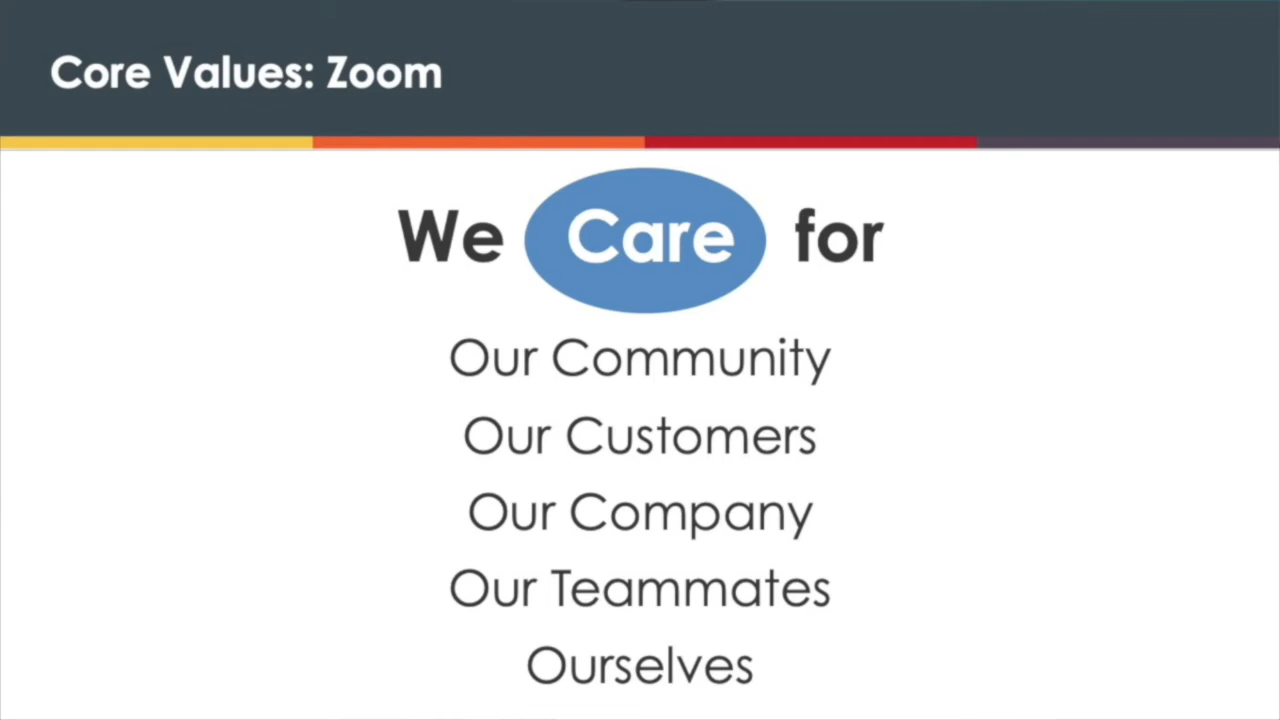 Core Values: Zoom
We Care for
Our Community
Our Customers
Our Company
Our Teammates
Ourselves